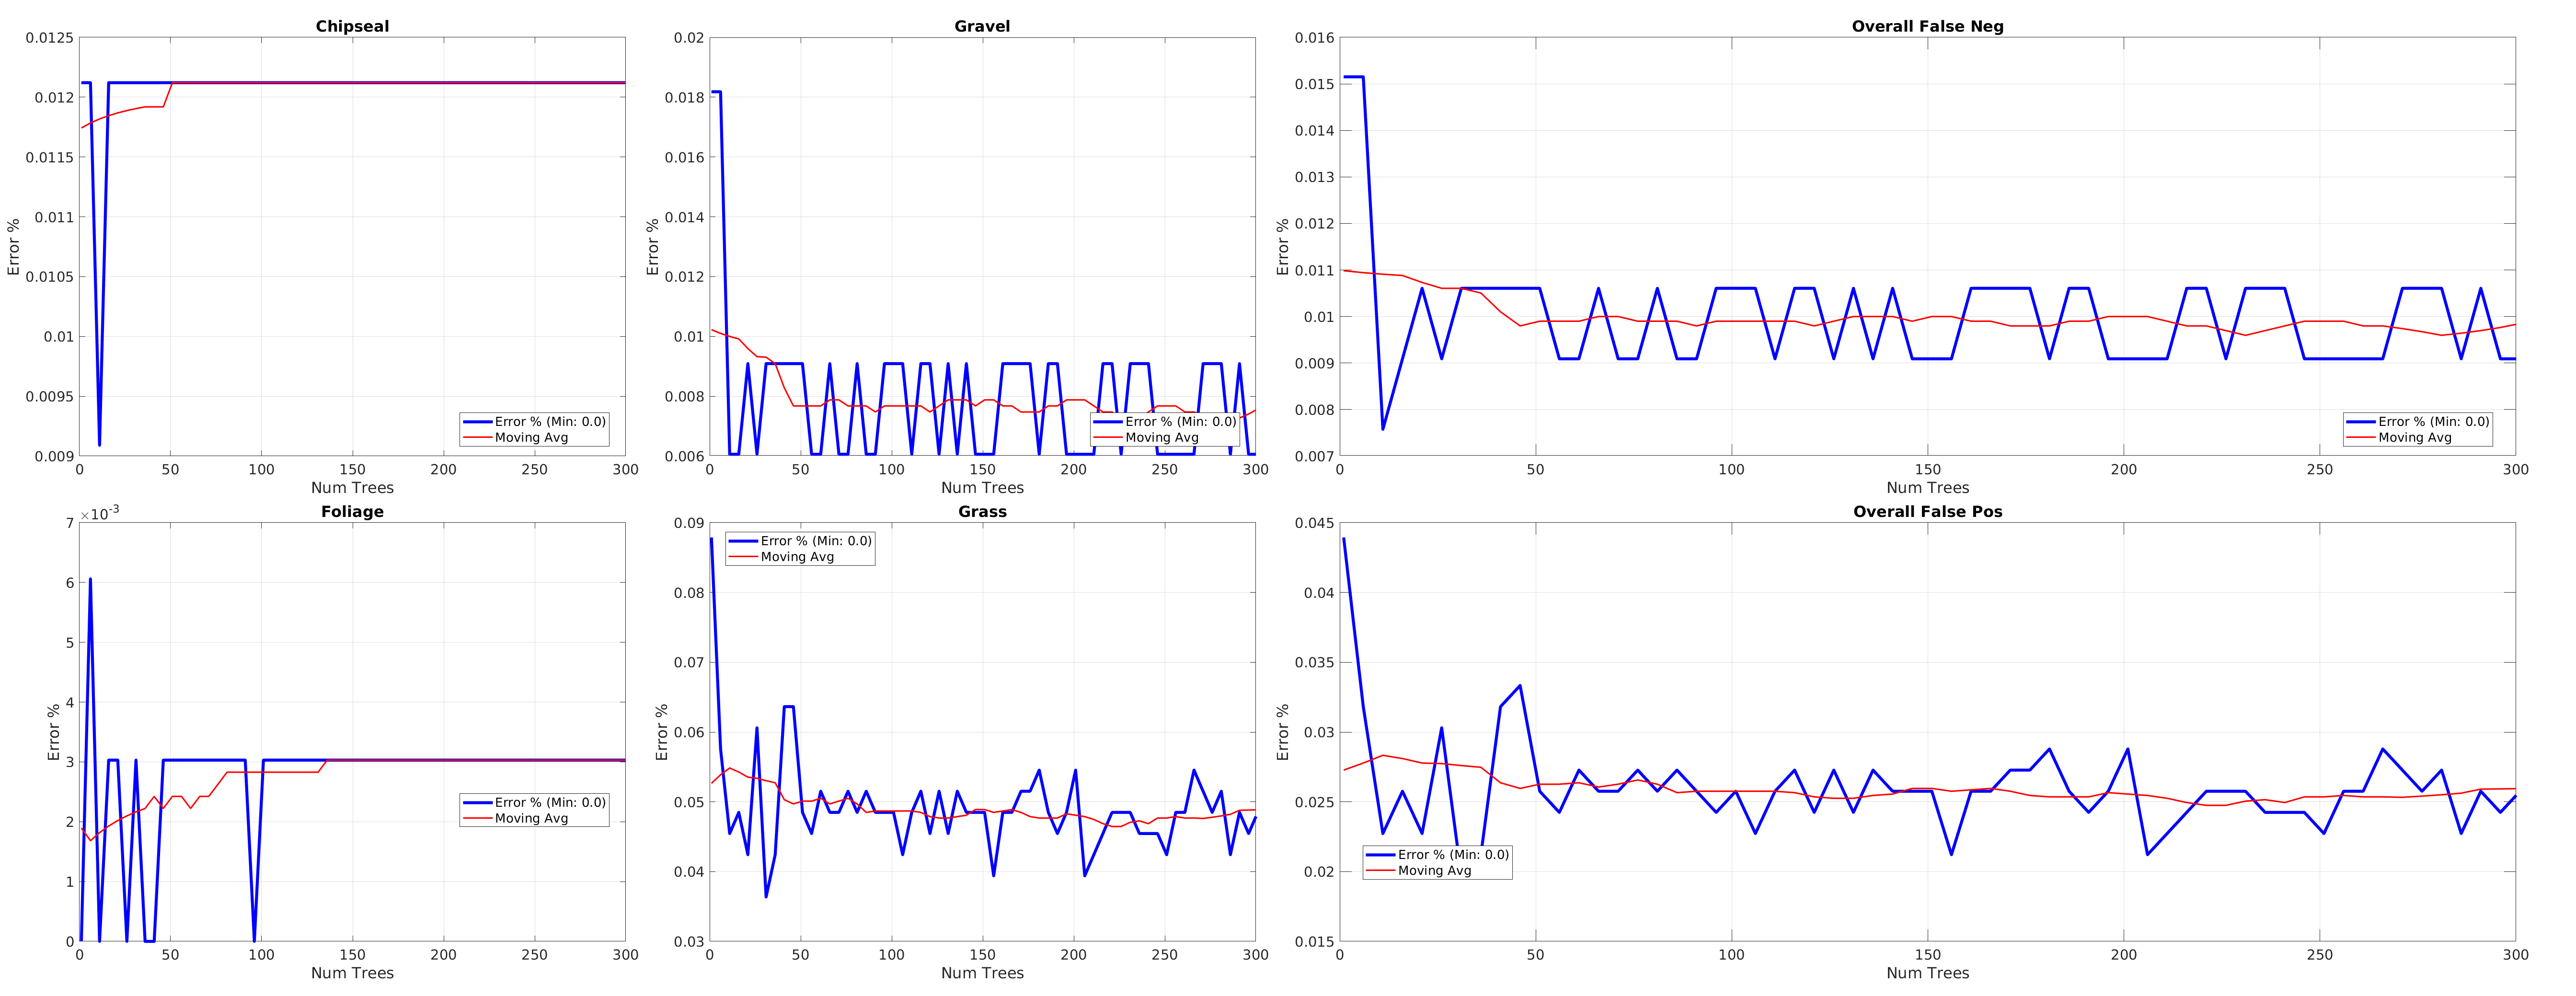 Chipseal
0.0125
0.012
0.0115
0.011
0.0105
0.01
0.0095
0.009
Error %
0 50 100 150 200 250 300
Num Trees
Error % (Min: 0.0)
Moving Avg
Gravel
0.02
0.018
0.016
0.014
0.012
0.01
0.008
0.006
Error %
0 50 100 150 200 250 300
Num Trees
Error % (Min: 0.0)
Moving Avg
Overall False Neg
0.016
0.015
0.014
0.013
0.012
0.011
0.01
0.009
0.008
0.007
Error %
0 50 100 150 200 250 300
Num Trees
Error % (Min: 0.0)
Moving Avg
Foliage
×10-3
7
6
5
4
3
2
1
0
Error %
0 50 100 150 200 250 300
Num Trees
Error % (Min: 0.0)
Moving Avg
Grass
0.09
0.08
0.07
0.06
0.05
0.04
0.03
Error %
0 50 100 150 200 250 300
Num Trees
Error % (Min: 0.0)
Moving Avg
Overall False Pos
0.045
0.04
0.035
0.03
0.025
0.02
0.015
Error %
0 50 100 150 200 250 300
Num Trees
Error % (Min: 0.0)
Moving Avg